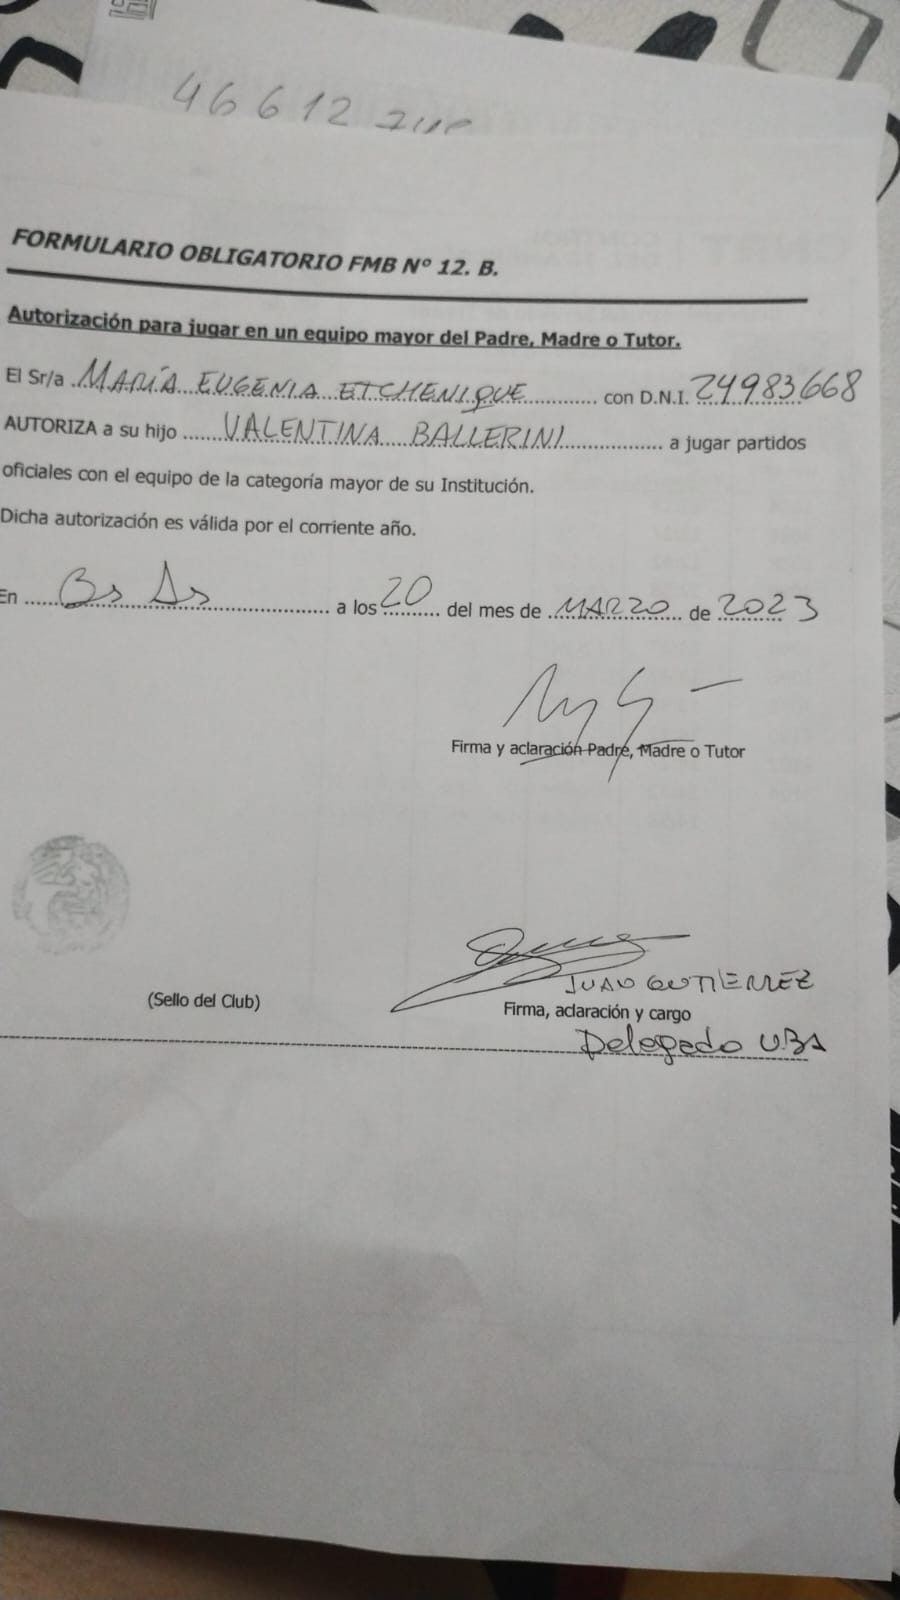 46612
FORMULARIO OBLIGATORIO FMB Nº 12. B.
Autorización para jugar en un equipo mayor del Padre, Madre o Tutor.
El Sr/a .MARÍA EUGENIA ETCHENIQUE............ con D.N.I. 24983668
AUTORIZA a su hijo ......VALENTINA BALLERINI.............. a jugar partidos
oficiales con el equipo de la categoría mayor de su Institución.
Dicha autorización es válida por el corriente año.
En ..... Bs As .................. a los 20 ........ del mes de .MARZO.. de 2023
Firma y aclaración Padre, Madre o Tutor
JUAN GUTIERREZ
(Sello del Club) Firma, aclaración y cargo
Delegado UBA